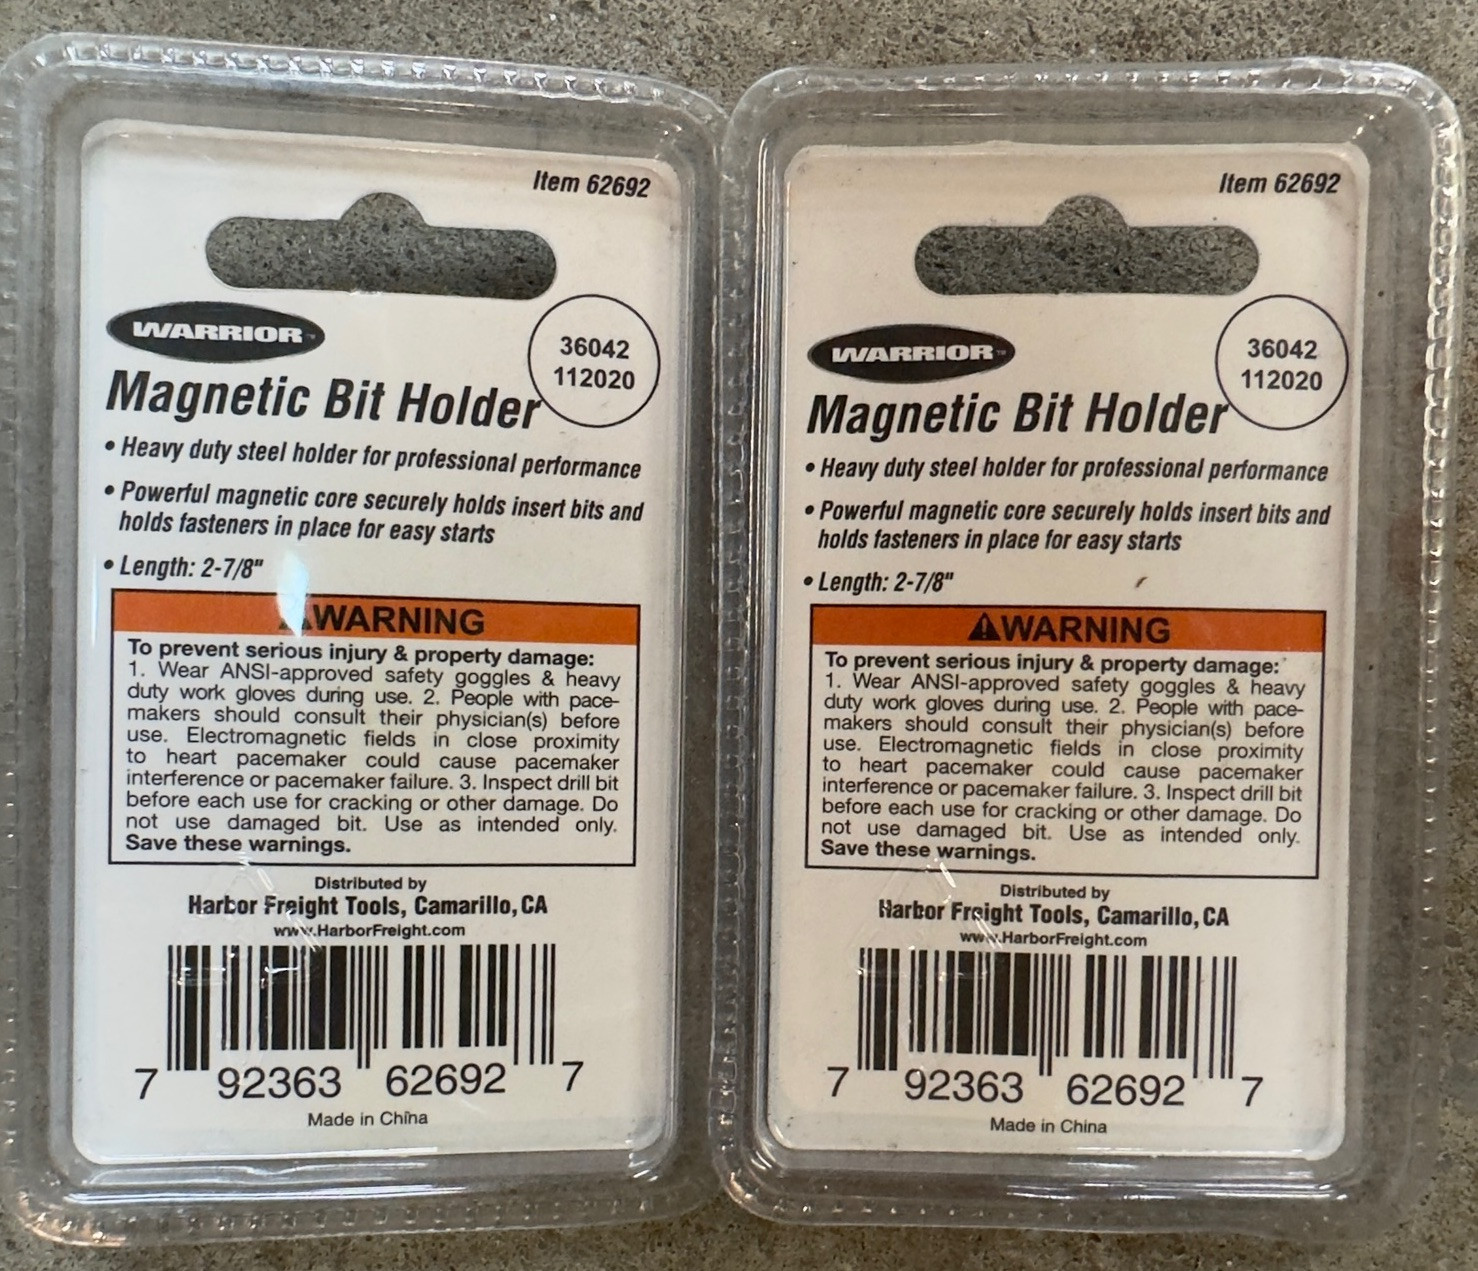 Item 62692
WARRIOR™
36042
112020
Magnetic Bit Holder
• Heavy duty steel holder for professional performance
• Powerful magnetic core securely holds insert bits and
holds fasteners in place for easy starts
• Length: 2-7/8"
⚠WARNING
To prevent serious injury & property damage:
1. Wear ANSI-approved safety goggles & heavy
duty work gloves during use. 2. People with pace-
makers should consult their physician(s) before
use. Electromagnetic fields in close proximity
to heart pacemaker could cause pacemaker
interference or pacemaker failure. 3. Inspect drill bit
before each use for cracking or other damage. Do
not use damaged bit. Use as intended only.
Save these warnings.
Distributed by
Harbor Freight Tools, Camarillo, CA
www.HarborFreight.com
7 92363 62692 7
Made in China
Item 62692
WARRIOR™
36042
112020
Magnetic Bit Holder
• Heavy duty steel holder for professional performance
• Powerful magnetic core securely holds insert bits and
holds fasteners in place for easy starts
• Length: 2-7/8"
⚠WARNING
To prevent serious injury & property damage:
1. Wear ANSI-approved safety goggles & heavy
duty work gloves during use. 2. People with pace-
makers should consult their physician(s) before
use. Electromagnetic fields in close proximity
to heart pacemaker could cause pacemaker
interference or pacemaker failure. 3. Inspect drill bit
before each use for cracking or other damage. Do
not use damaged bit. Use as intended only.
Save these warnings.
Distributed by
Harbor Freight Tools, Camarillo, CA
www.HarborFreight.com
7 92363 62692 7
Made in China